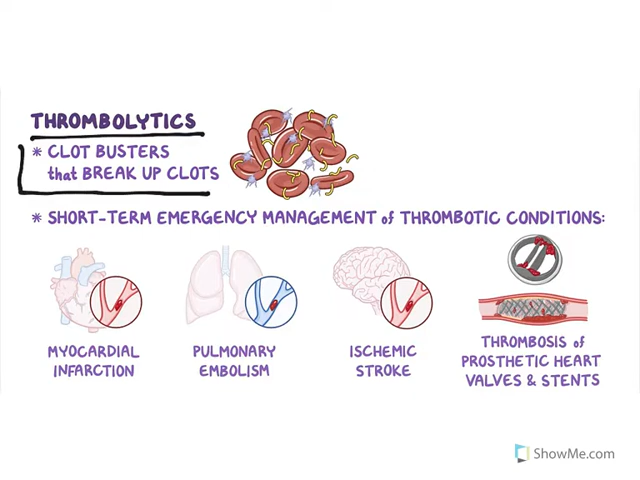 THROMBOLYTICS
* CLOT BUSTERS
that BREAK UP CLOTS
* SHORT-TERM EMERGENCY MANAGEMENT of THROMBOTIC CONDITIONS:
MYOCARDIAL
INFARCTION
PULMONARY
EMBOLISM
ISCHEMIC
STROKE
THROMBOSIS of
PROSTHETIC HEART
VALVES & STENTS
ShowMe.com